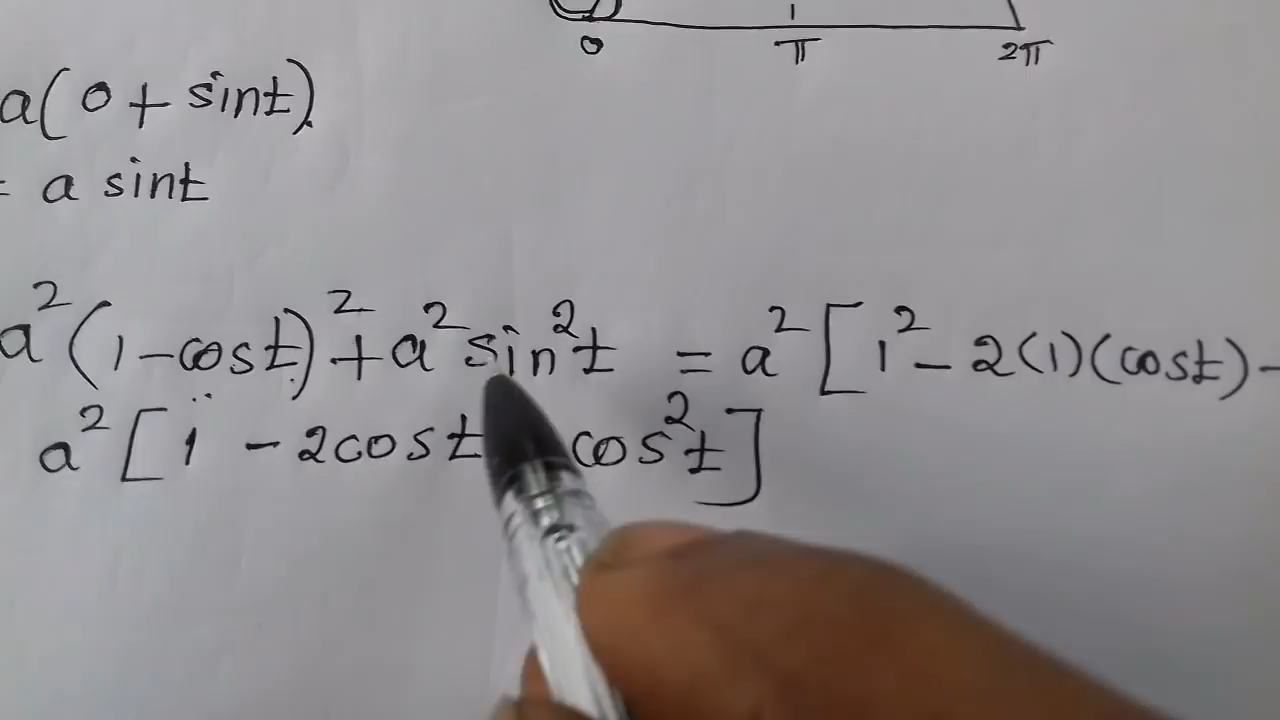 0 π 2π
a(0 + sint).
= a sint
a²(1-cost)² + a² sin²t = a² [1² - 2(1)(cost) -
a² [1 - 2cost cos²t]